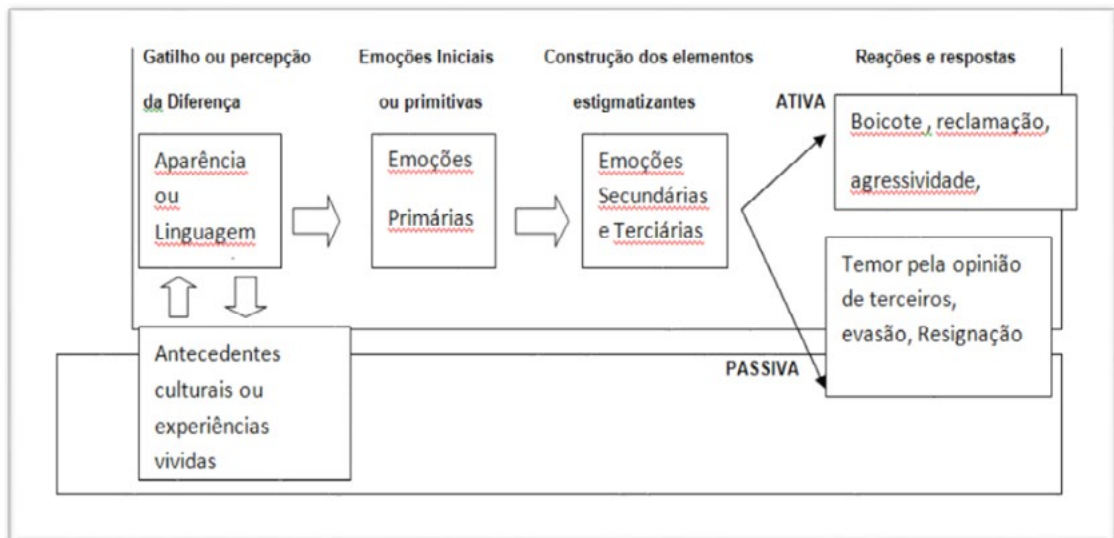 Gatilho ou percepção
da Diferença
Emoções Iniciais
ou primitivas
Construção dos elementos
estigmatizantes
Reações e respostas
Aparência
ou
Linguagem
Emoções
Primárias
Emoções
Secundárias
e Terciárias
ATIVA
Boicote, reclamação,
agressividade,
Temor pela opinião
de terceiros,
evasão, Resignação
PASSIVA
Antecedentes
culturais ou
experiências
vividas